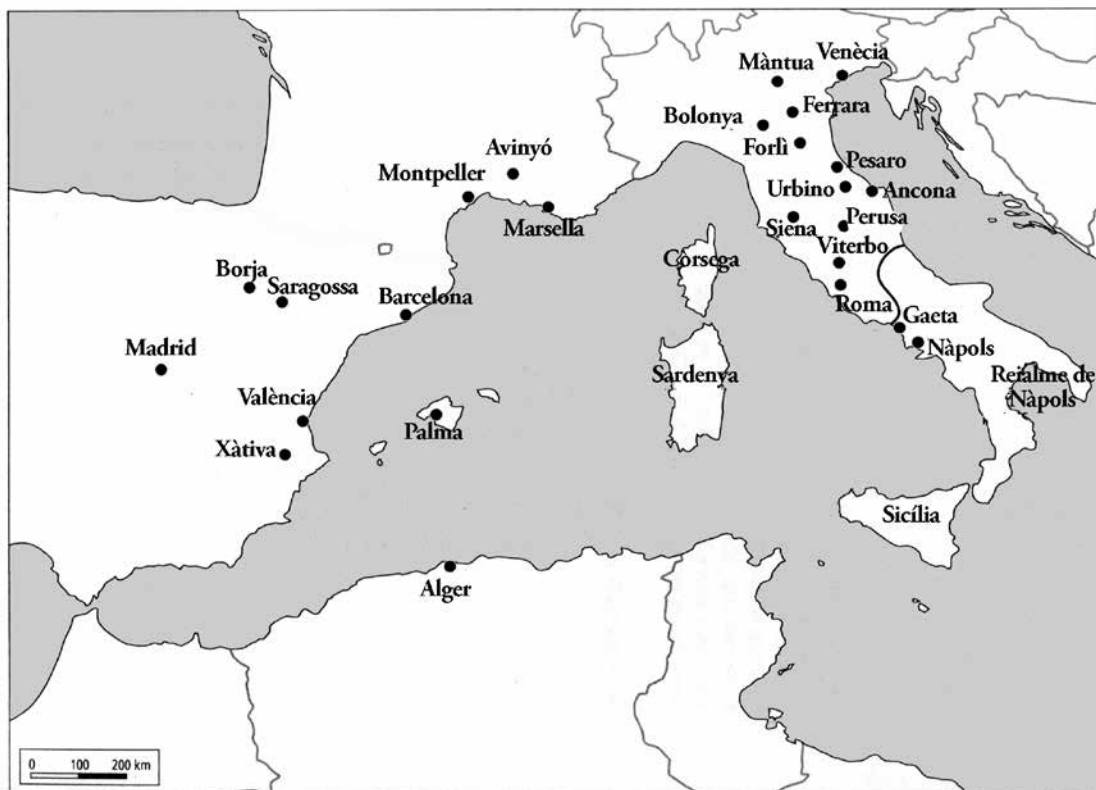 Venècia
Màntua
Ferrara
Bolonya
Forlì
Avinyó
Pesaro
Montpeller
Urbino
Ancona
Marsella
Siena
Perusa
Viterbo
Còrsega
Borja
Saragossa
Barcelona
Roma
Gaeta
Madrid
Nàpols
Sardenya
Reialme de
Nàpols
València
Palma
Xàtiva
Sicília
Alger
0 100 200 km